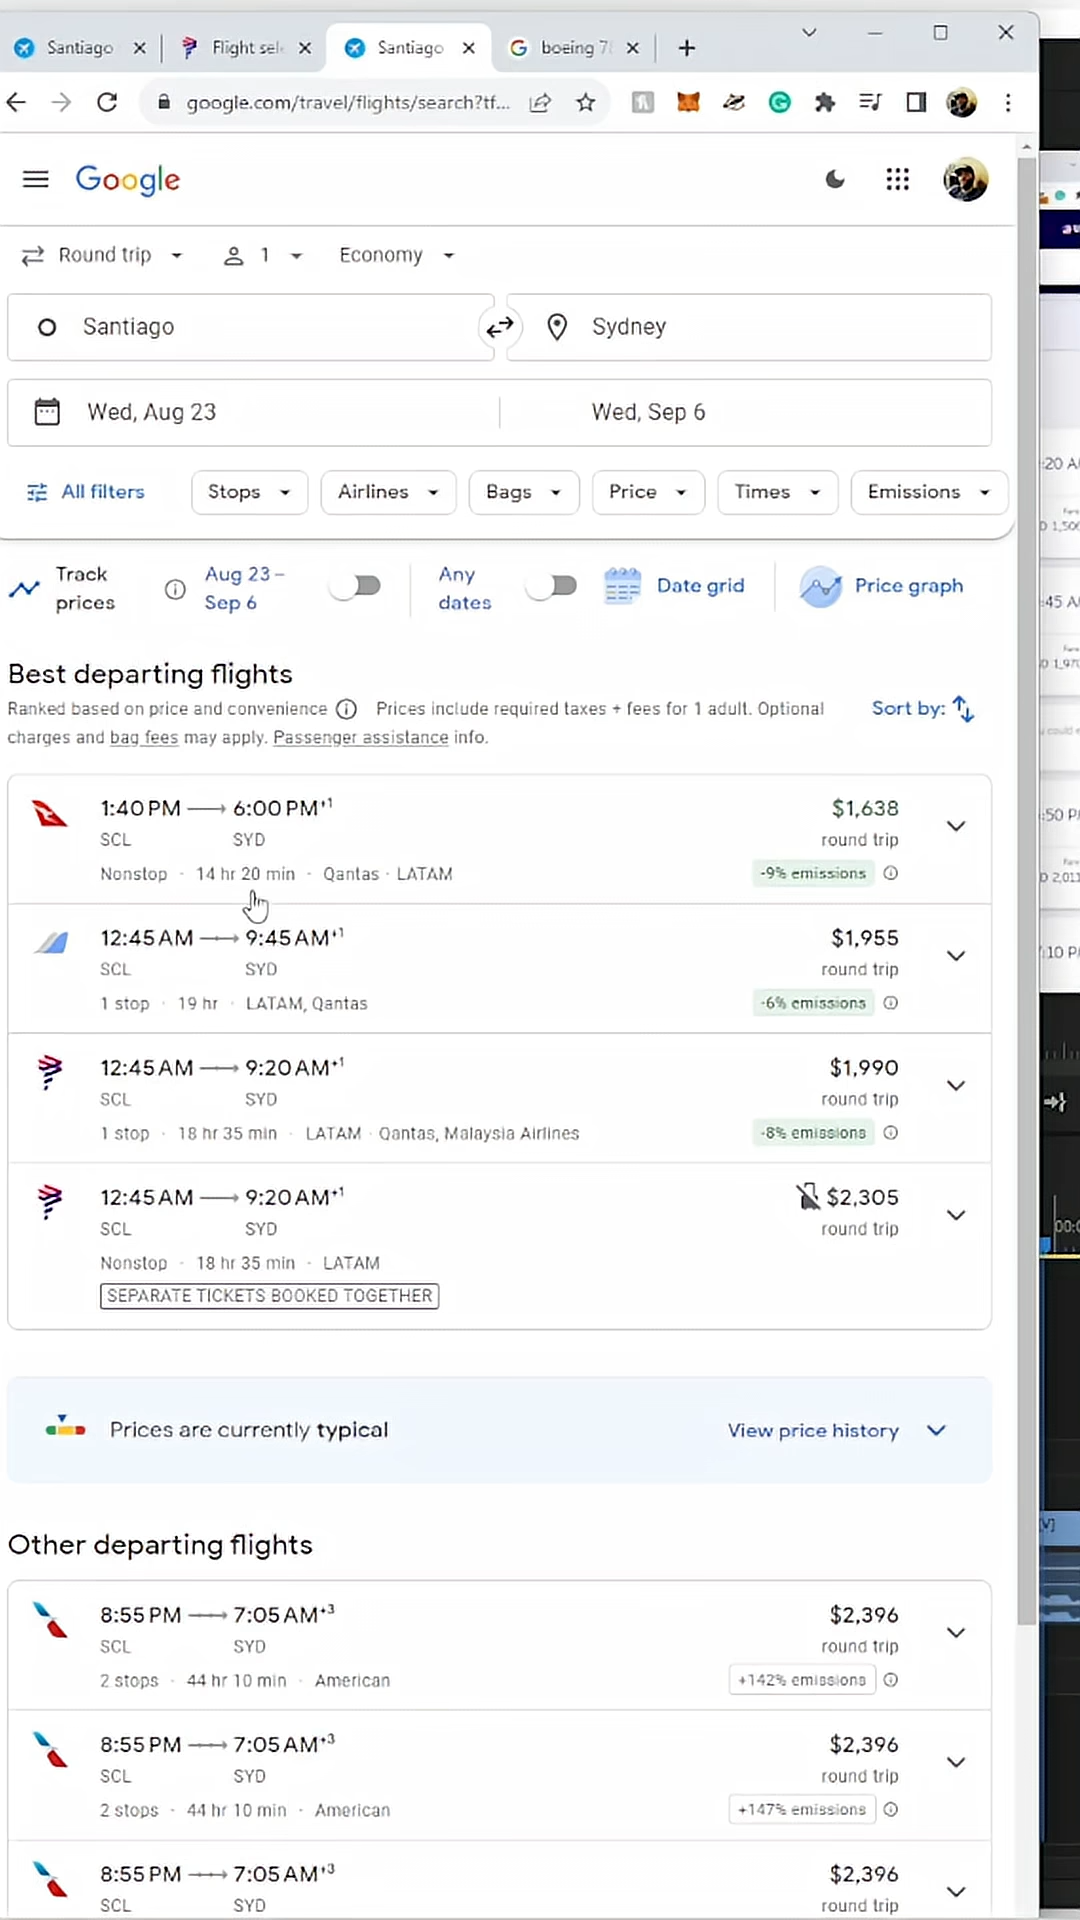 Santiago
Flight sel
Santiago
boeing 7
google.com/travel/flights/search?tf...
Google
Round trip
1
Economy
Santiago
Sydney
Wed, Aug 23
Wed, Sep 6
All filters
Stops
Airlines
Bags
Price
Times
Emissions
Track prices
Aug 23 – Sep 6
Any dates
Date grid
Price graph
Best departing flights
Ranked based on price and convenience Prices include required taxes + fees for 1 adult. Optional
charges and bag fees may apply. Passenger assistance info.
Sort by:
1:40 PM 6:00 PM+1
$1,638
SCL SYD
round trip
Nonstop · 14 hr 20 min · Qantas · LATAM
-9% emissions
12:45 AM 9:45 AM+1
$1,955
SCL SYD
round trip
1 stop · 19 hr · LATAM, Qantas
-6% emissions
12:45 AM 9:20 AM+1
$1,990
SCL SYD
round trip
1 stop · 18 hr 35 min · LATAM · Qantas, Malaysia Airlines
-8% emissions
12:45 AM 9:20 AM+1
$2,305
SCL SYD
round trip
Nonstop · 18 hr 35 min · LATAM
SEPARATE TICKETS BOOKED TOGETHER
Prices are currently typical
View price history
Other departing flights
8:55 PM 7:05 AM+3
$2,396
SCL SYD
round trip
2 stops · 44 hr 10 min · American
+142% emissions
8:55 PM 7:05 AM+3
$2,396
SCL SYD
round trip
2 stops · 44 hr 10 min · American
+147% emissions
8:55 PM 7:05 AM+3
$2,396
SCL SYD
round trip